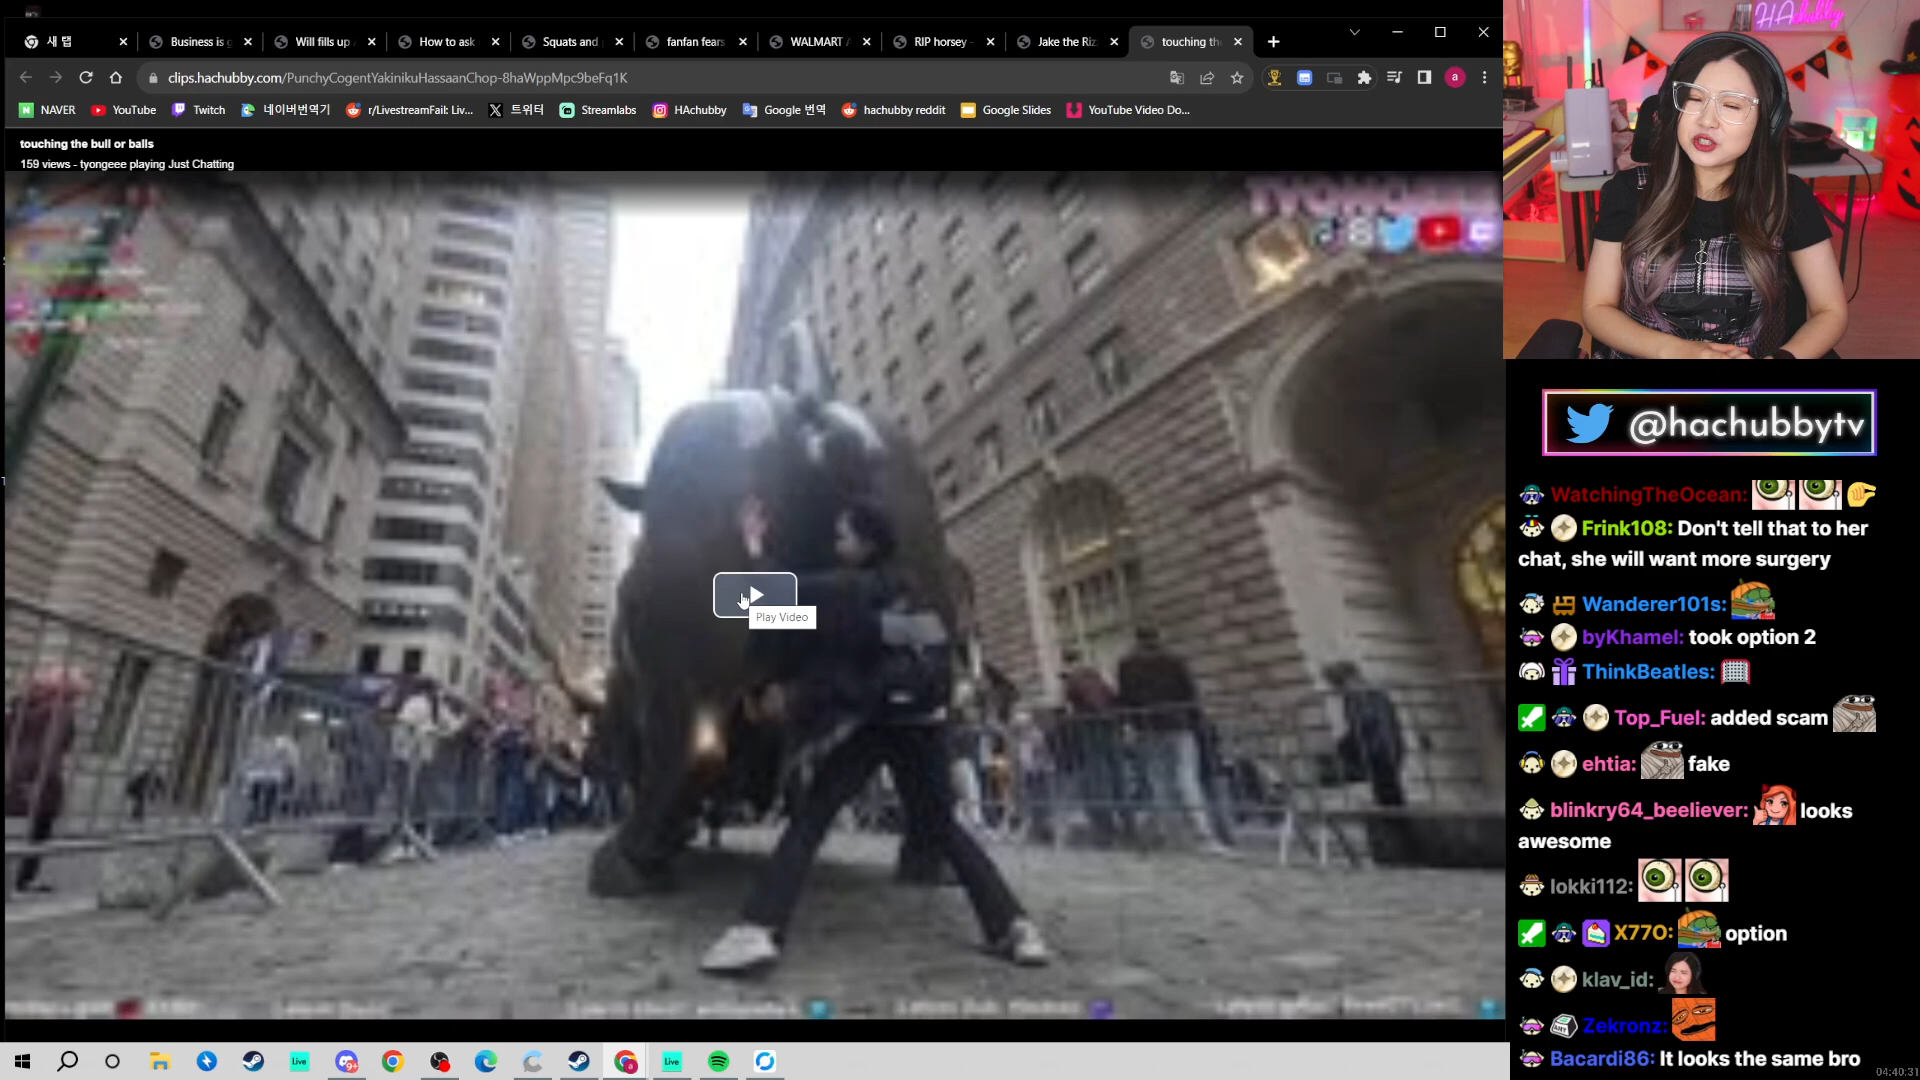 새 탭
Business is g
Will fills up
How to ask
Squats and
fanfan fears
WALMART
RIP horsey -
Jake the Riz
touching th
clips.hachubby.com/PunchyCogentYakinikuHassaanChop-8haWppMpc9beFq1K
NAVER
YouTube
Twitch
네이버번역기
r/LivestreamFail: Liv...
트위터
Streamlabs
HAchubby
Google 번역
hachubby reddit
Google Slides
YouTube Video Do...
touching the bull or balls
159 views - tyongeee playing Just Chatting
Play Video
HAchubby
@hachubbytv
WatchingTheOcean:
Frink108: Don't tell that to her
chat, she will want more surgery
Wanderer101s:
byKhamel: took option 2
ThinkBeatles:
Top_Fuel: added scam
ehtia: fake
blinkry64_beeliever: looks
awesome
lokki112:
X77O: option
klav_id:
Zekronz:
Bacardi86: It looks the same bro
Live
9+
Live
04:40:31